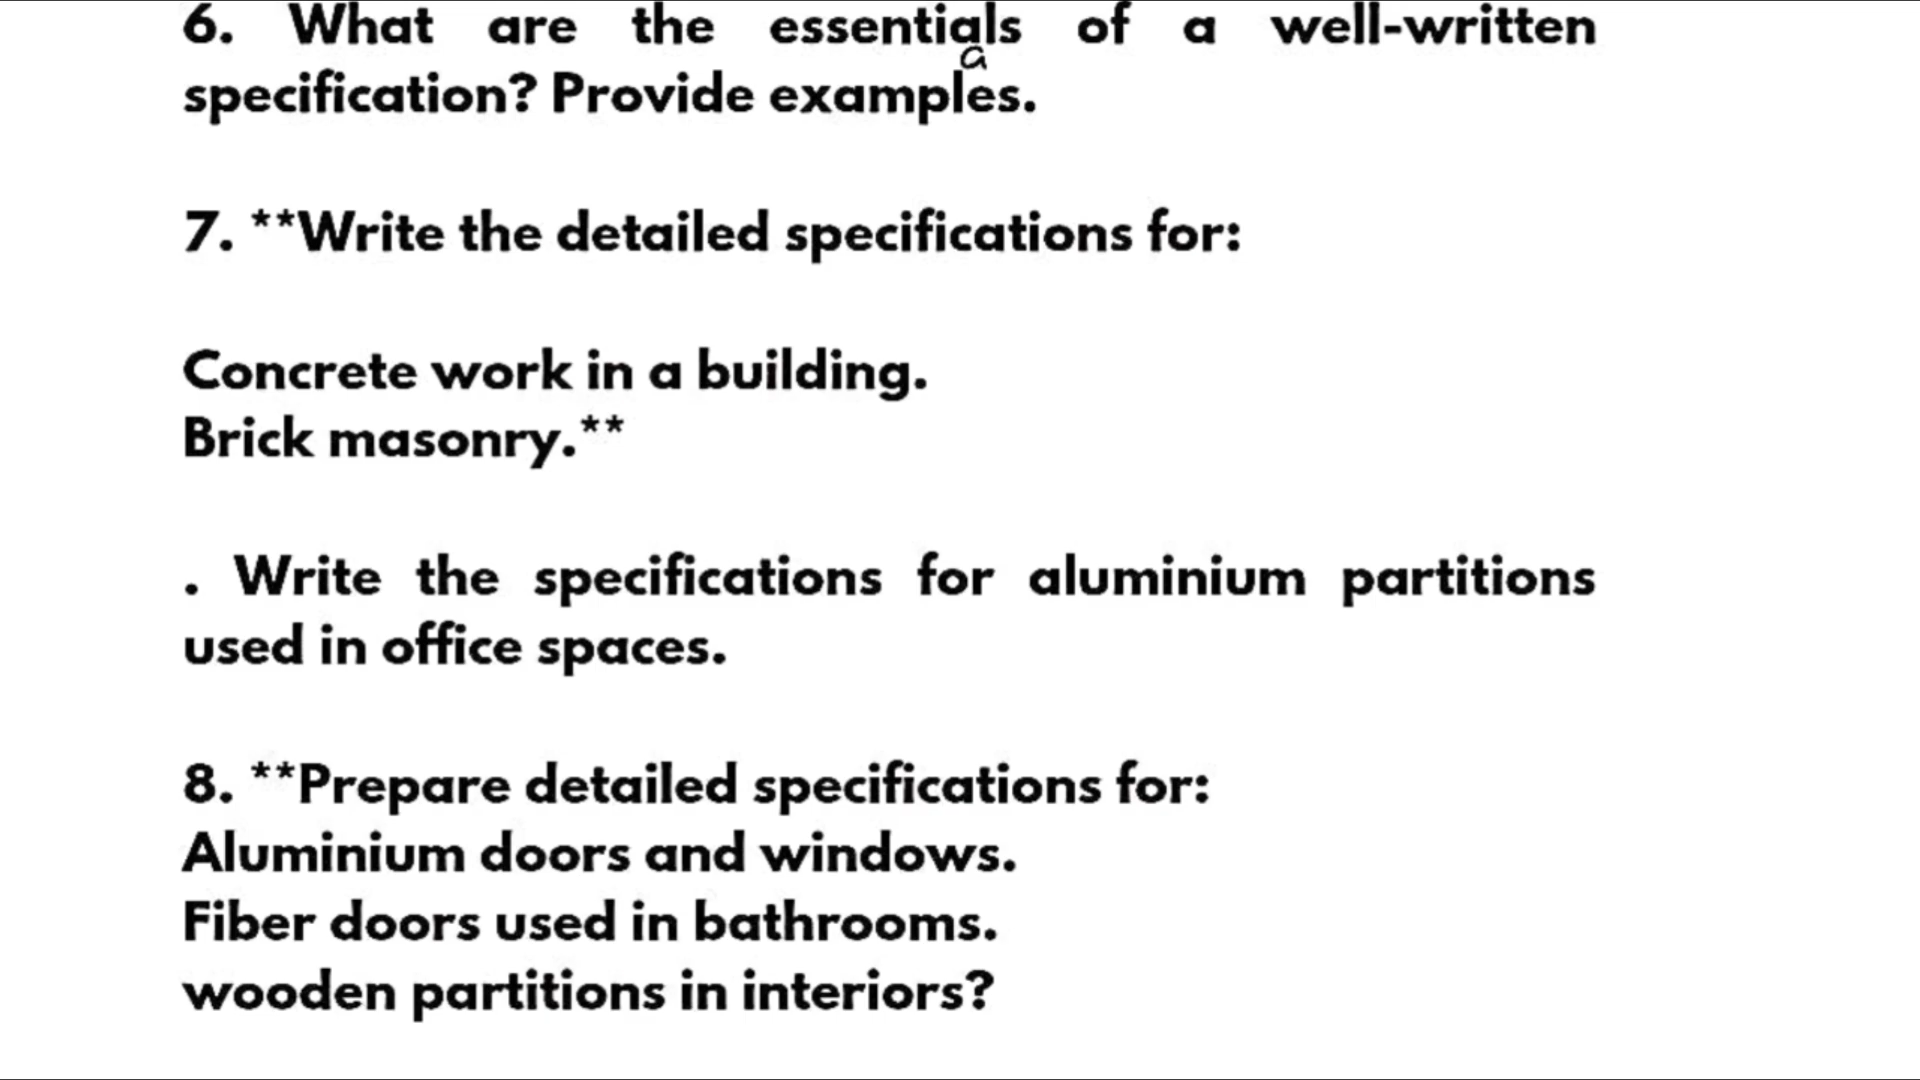 6. What are the essentials of a well-written
a
specification? Provide examples.
7. **Write the detailed specifications for:
Concrete work in a building.
Brick masonry.**
. Write the specifications for aluminium partitions
used in office spaces.
8. **Prepare detailed specifications for:
Aluminium doors and windows.
Fiber doors used in bathrooms.
wooden partitions in interiors?